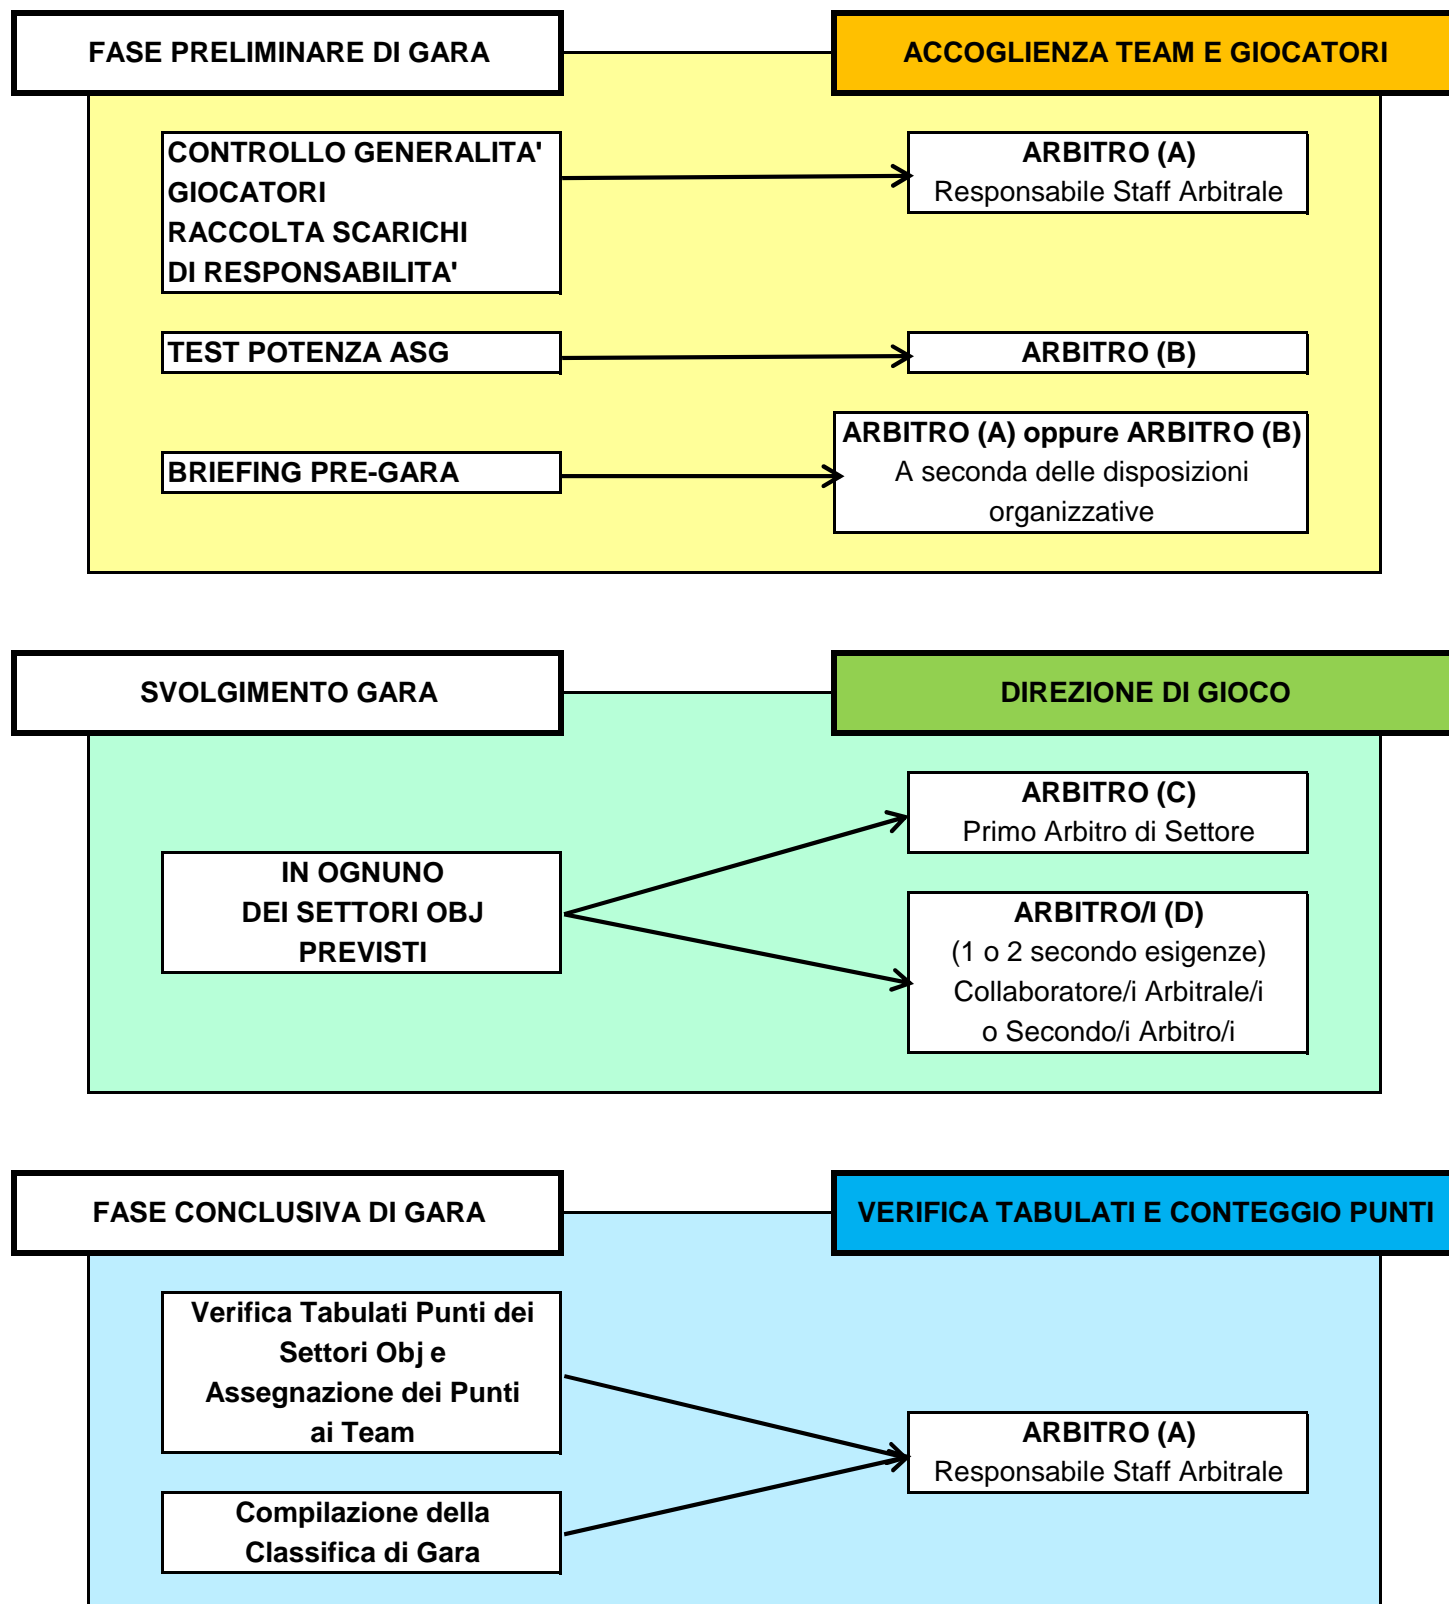 FASE PRELIMINARE DI GARA
ACCOGLIENZA TEAM E GIOCATORI
CONTROLLO GENERALITA'
GIOCATORI
RACCOLTA SCARICHI
DI RESPONSABILITA'
ARBITRO (A)
Responsabile Staff Arbitrale
TEST POTENZA ASG
ARBITRO (B)
BRIEFING PRE-GARA
ARBITRO (A) oppure ARBITRO (B)
A seconda delle disposizioni
organizzative
SVOLGIMENTO GARA
DIREZIONE DI GIOCO
IN OGNUNO
DEI SETTORI OBJ
PREVISTI
ARBITRO (C)
Primo Arbitro di Settore
ARBITRO/I (D)
(1 o 2 secondo esigenze)
Collaboratore/i Arbitrale/i
o Secondo/i Arbitro/i
FASE CONCLUSIVA DI GARA
VERIFICA TABULATI E CONTEGGIO PUNTI
Verifica Tabulati Punti dei
Settori Obj e
Assegnazione dei Punti
ai Team
Compilazione della
Classifica di Gara
ARBITRO (A)
Responsabile Staff Arbitrale